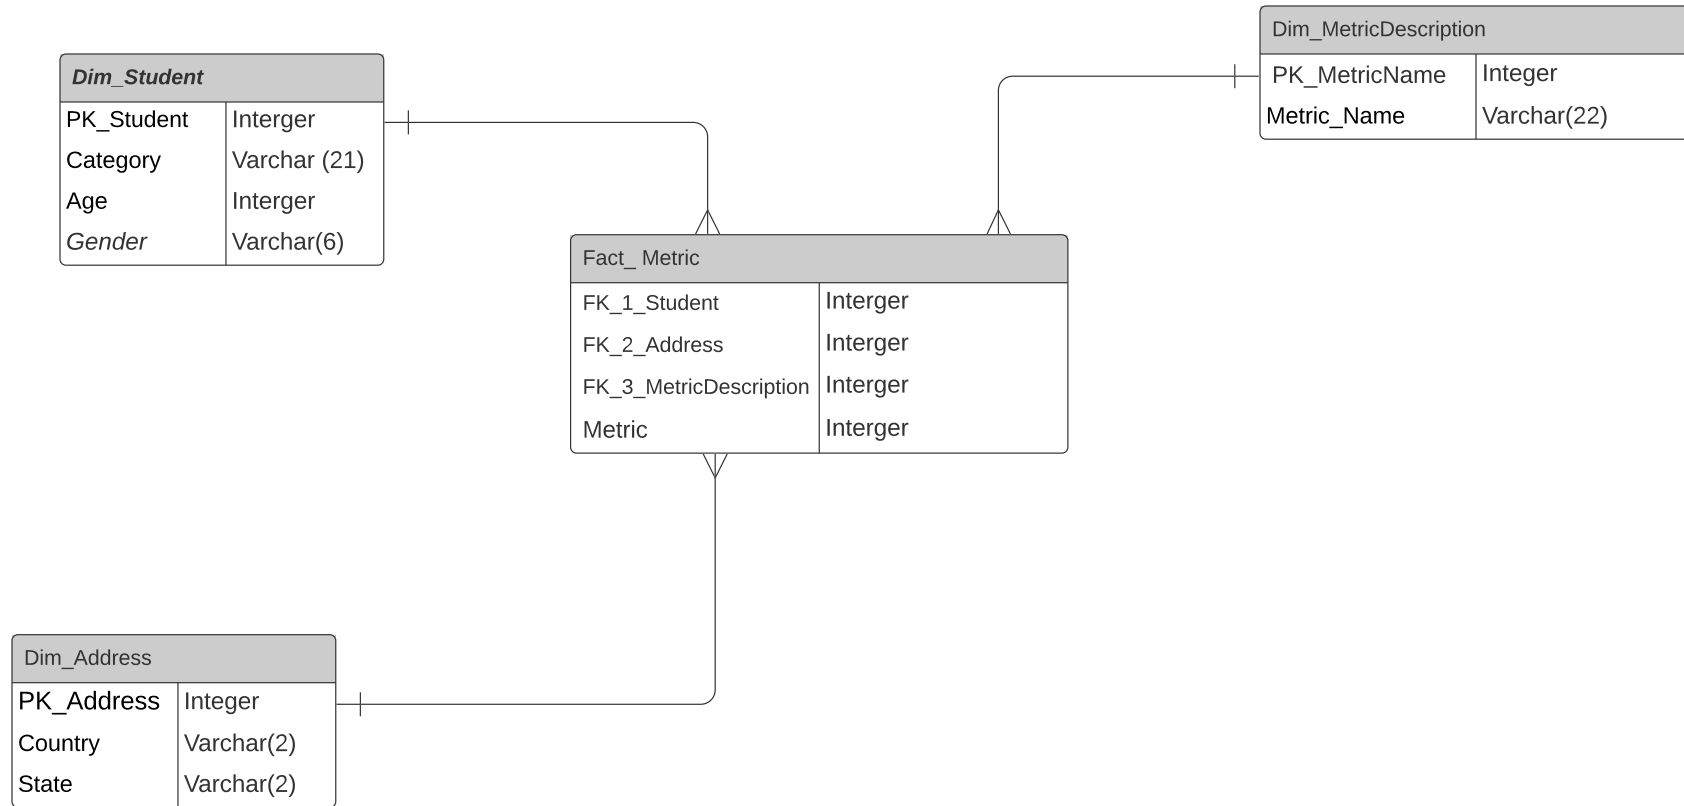 Dim_Student
PK_Student Interger
Category Varchar (21)
Age Interger
Gender Varchar(6)
Dim_MetricDescription
PK_MetricName Integer
Metric_Name Varchar(22)
Fact_ Metric
FK_1_Student Interger
FK_2_Address Interger
FK_3_MetricDescription Interger
Metric Interger
Dim_Address
PK_Address Integer
Country Varchar(2)
State Varchar(2)